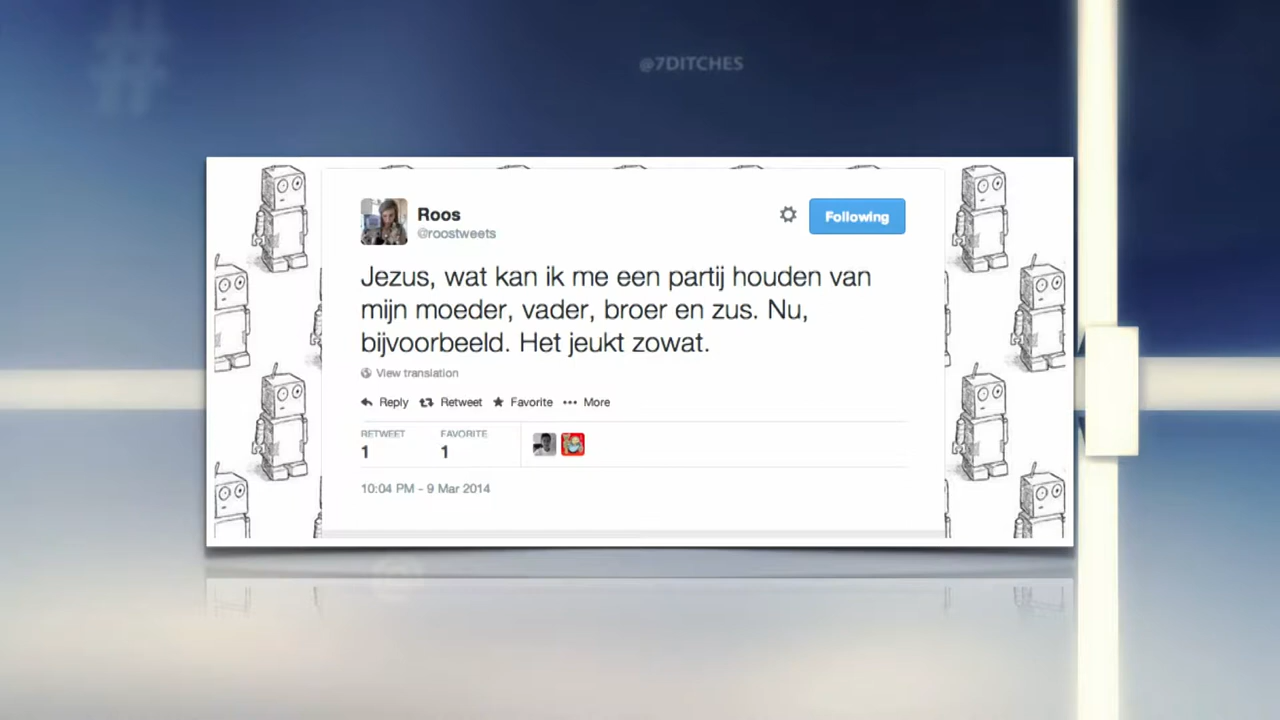 #
@7DITCHES
Roos
@roostweets
Following
Jezus, wat kan ik me een partij houden van
mijn moeder, vader, broer en zus. Nu,
bijvoorbeeld. Het jeukt zowat.
View translation
Reply Retweet Favorite More
RETWEET FAVORITE
1 1
10:04 PM - 9 Mar 2014